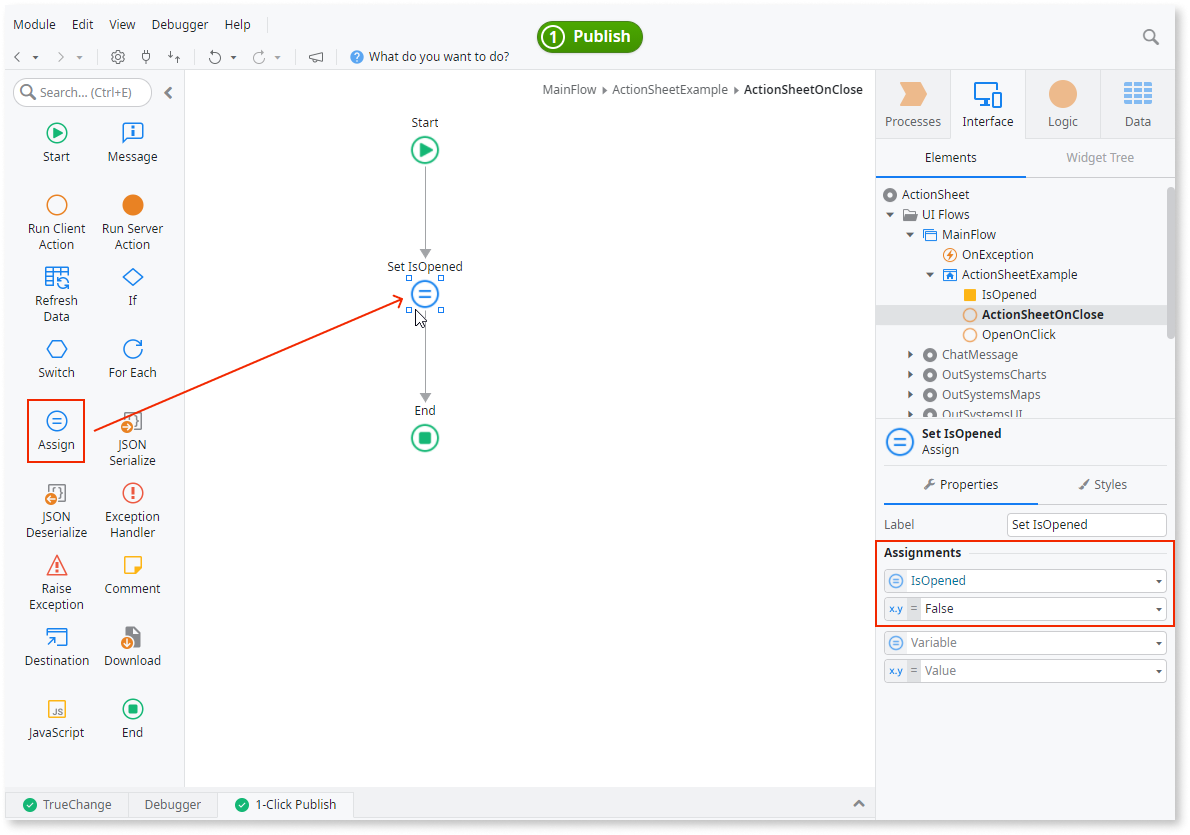 Module Edit View Debugger Help
1 Publish
What do you want to do?
Search... (Ctrl+E)
Start Message
Run Client Action
Run Server Action
Refresh Data
If
Switch For Each
Assign
JSON Serialize
JSON Deserialize
Exception Handler
Raise Exception
Comment
Destination Download
JS
JavaScript End
MainFlow ActionSheetExample ActionSheetOnClose
Start
Set IsOpened
End
Processes Interface Logic Data
Elements Widget Tree
ActionSheet
UI Flows
MainFlow
OnException
ActionSheetExample
IsOpened
ActionSheetOnClose
OpenOnClick
ChatMessage
OutSystemsCharts
OutSystemsMaps
OutSystemsUI
Set IsOpened
Assign
Properties Styles
Label Set IsOpened
Assignments
IsOpened
x.y = False
Variable
x.y = Value
TrueChange Debugger 1-Click Publish